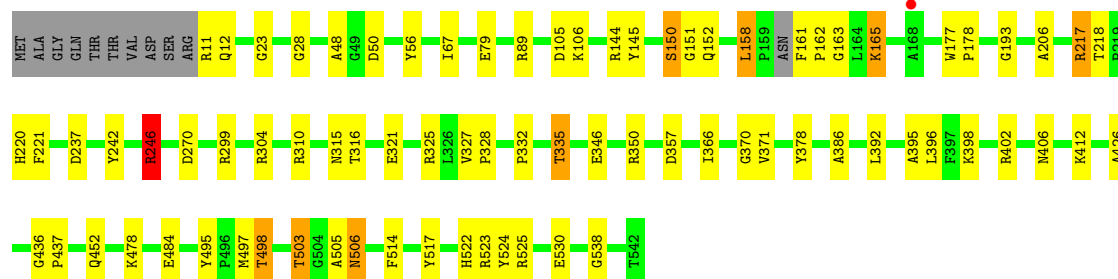 MET ALA GLY GLN THR THR VAL ASP SER ARG R11 Q12 G23 G28 A48 G49 D50 Y56 I67 E79 R89 D105 K106 R144 Y145 S150 G151 Q152 L158 P159 ASN F161 P162 G163 L164 K165 A168 W177 P178 G193 A206 R217 T218 P219
H220 F221 D237 Y242 R246 D270 R299 R304 R310 N315 T316 E321 R325 L326 V327 P328 P332 T335 E346 R350 D357 I366 G370 V371 Y378 A386 L392 A395 L396 F397 K398 R402 N406 K412
G436 P437 Q452 K478 E484 Y495 P496 M497 T498 T503 G504 A505 N506 F514 Y517 H522 R523 Y524 R525 E530 G538 T542